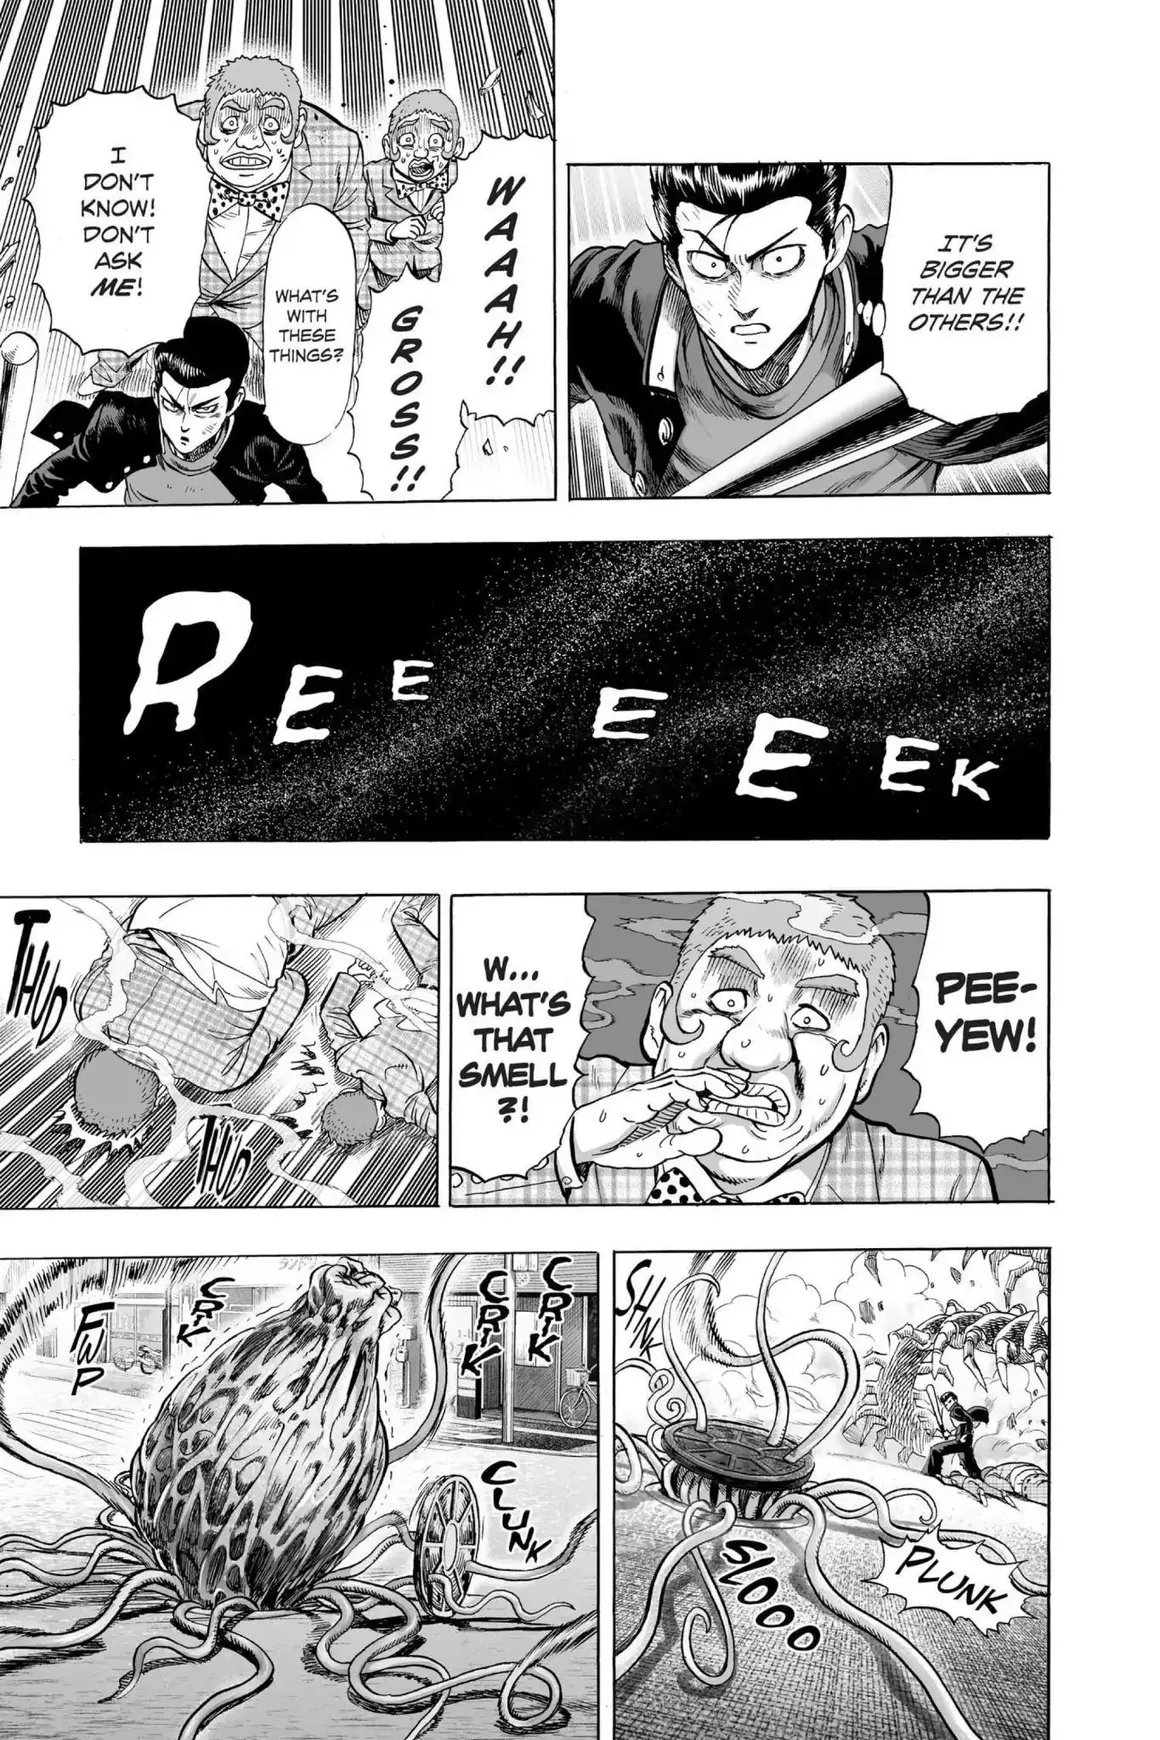 IT'S
BIGGER
THAN THE
OTHERS!!
WAAAH!!
GROSS!!
WHAT'S
WITH
THESE
THINGS?
I
DON'T
KNOW!
DON'T
ASK
ME!
REEEEEK
PEE-
YEW!
W...
WHAT'S
THAT
SMELL
?!
THUD
THUD
SHNK
PLUNK
SLOOO
CRIK
CRIK
CRIK
CLUNK
FWP